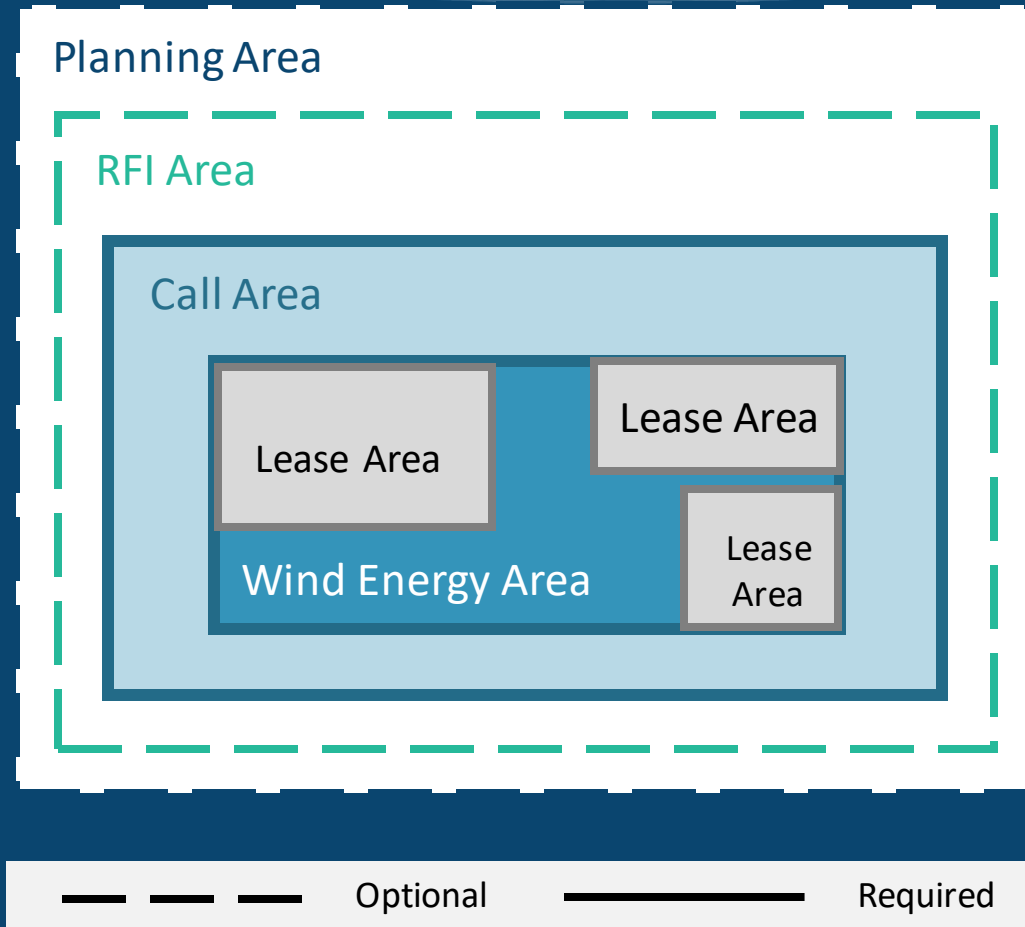 Planning Area
RFI Area
Call Area
Lease Area
Lease Area
Lease
Area
Wind Energy Area
Optional
Required